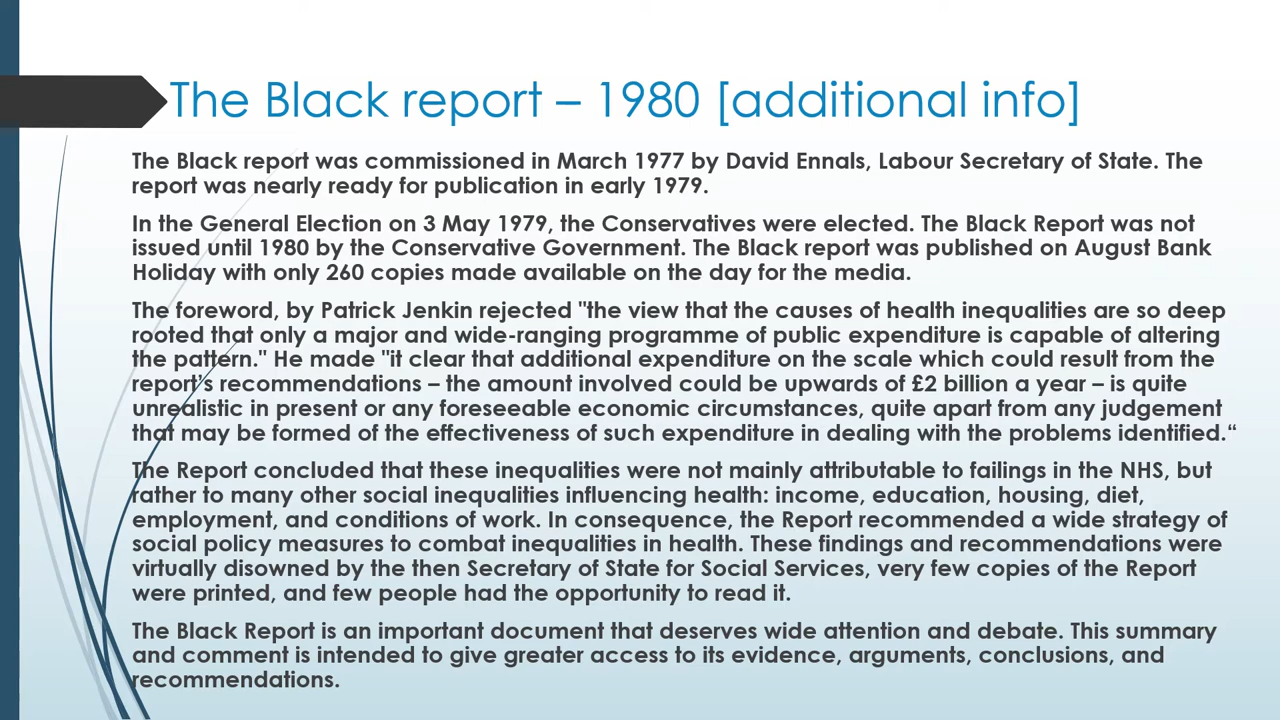 The Black report – 1980 [additional info]
The Black report was commissioned in March 1977 by David Ennals, Labour Secretary of State. The
report was nearly ready for publication in early 1979.
In the General Election on 3 May 1979, the Conservatives were elected. The Black Report was not
issued until 1980 by the Conservative Government. The Black report was published on August Bank
Holiday with only 260 copies made available on the day for the media.
The foreword, by Patrick Jenkin rejected "the view that the causes of health inequalities are so deep
rooted that only a major and wide-ranging programme of public expenditure is capable of altering
the pattern." He made "it clear that additional expenditure on the scale which could result from the
report’s recommendations – the amount involved could be upwards of £2 billion a year – is quite
unrealistic in present or any foreseeable economic circumstances, quite apart from any judgement
that may be formed of the effectiveness of such expenditure in dealing with the problems identified.“
The Report concluded that these inequalities were not mainly attributable to failings in the NHS, but
rather to many other social inequalities influencing health: income, education, housing, diet,
employment, and conditions of work. In consequence, the Report recommended a wide strategy of
social policy measures to combat inequalities in health. These findings and recommendations were
virtually disowned by the then Secretary of State for Social Services, very few copies of the Report
were printed, and few people had the opportunity to read it.
The Black Report is an important document that deserves wide attention and debate. This summary
and comment is intended to give greater access to its evidence, arguments, conclusions, and
recommendations.